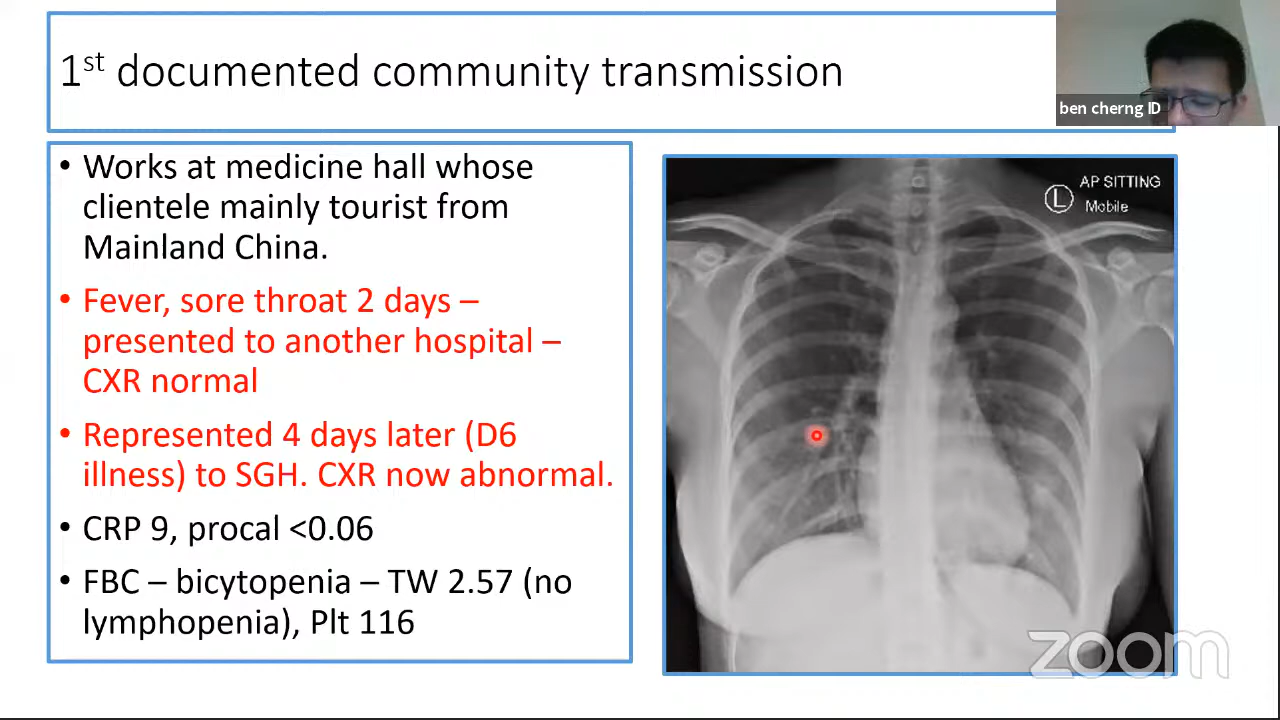 1st documented community transmission
ben cherng ID
• Works at medicine hall whose
clientele mainly tourist from
Mainland China.
• Fever, sore throat 2 days –
presented to another hospital –
CXR normal
• Represented 4 days later (D6
illness) to SGH. CXR now abnormal.
• CRP 9, procal <0.06
• FBC – bicytopenia – TW 2.57 (no
lymphopenia), Plt 116
AP SITTING
L Mobile
zoom